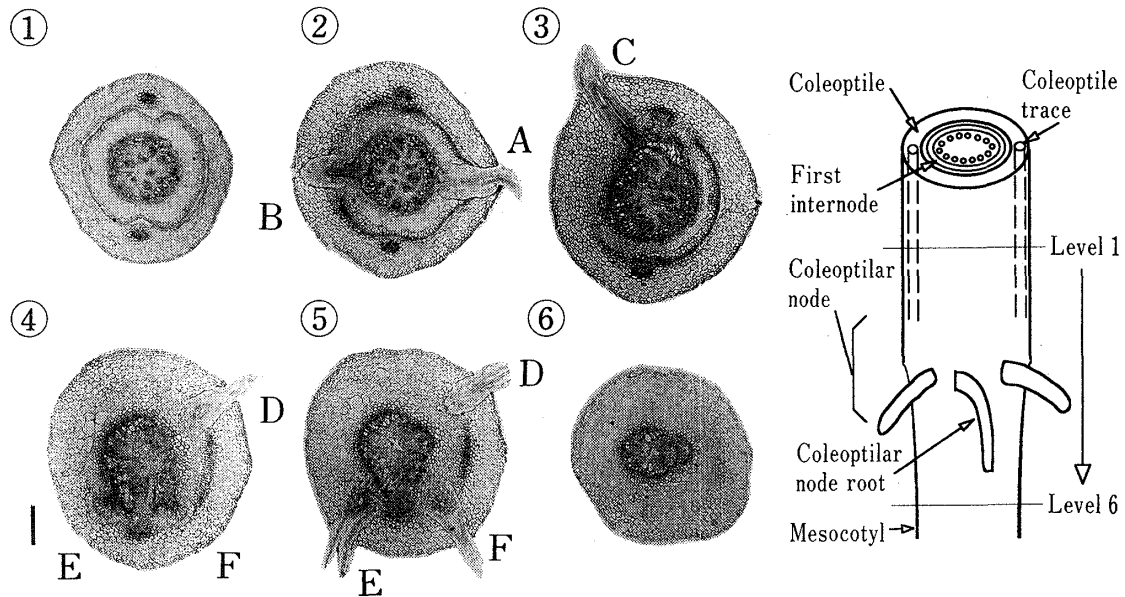 ①
②
③
A
B
C
④
⑤
⑥
D
D
E
F
E
F
Coleoptile
Coleoptile
trace
First
internode
Level 1
Coleoptilar
node
Coleoptilar
node root
Level 6
Mesocotyl